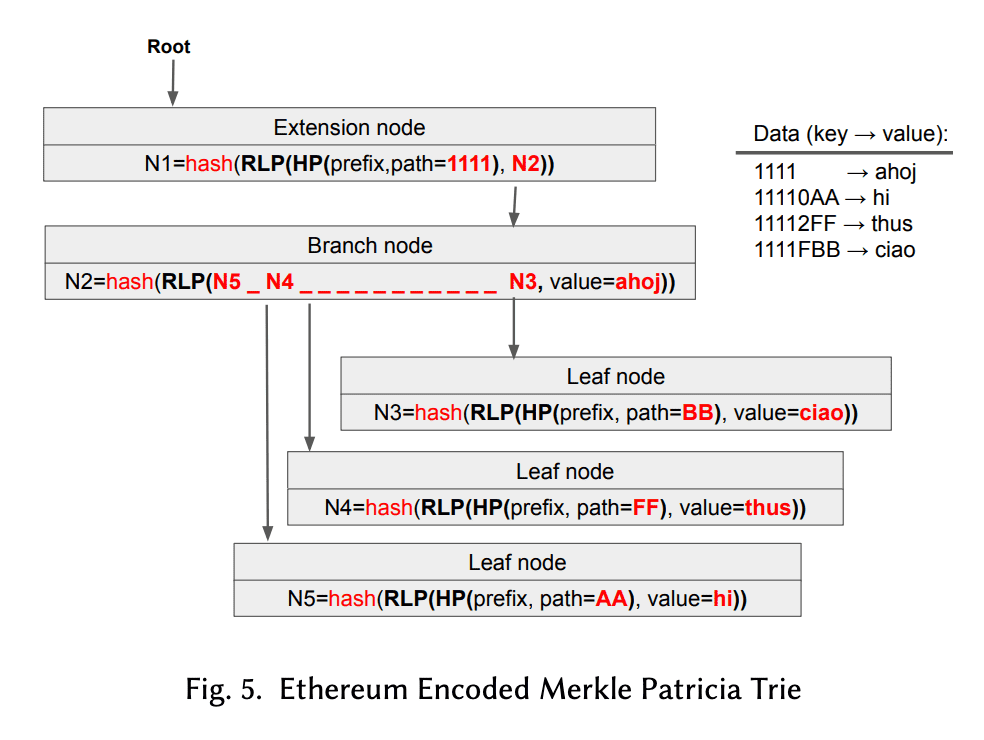 Root
Extension node
N1=hash(RLP(HP(prefix,path=1111), N2))
Data (key → value):
1111 → ahoj
11110AA → hi
11112FF → thus
1111FBB → ciao
Branch node
N2=hash(RLP(N5 _ N4 _ _ _ _ _ _ _ _ _ _ _ N3, value=ahoj))
Leaf node
N3=hash(RLP(HP(prefix, path=BB), value=ciao))
Leaf node
N4=hash(RLP(HP(prefix, path=FF), value=thus))
Leaf node
N5=hash(RLP(HP(prefix, path=AA), value=hi))
Fig. 5. Ethereum Encoded Merkle Patricia Trie